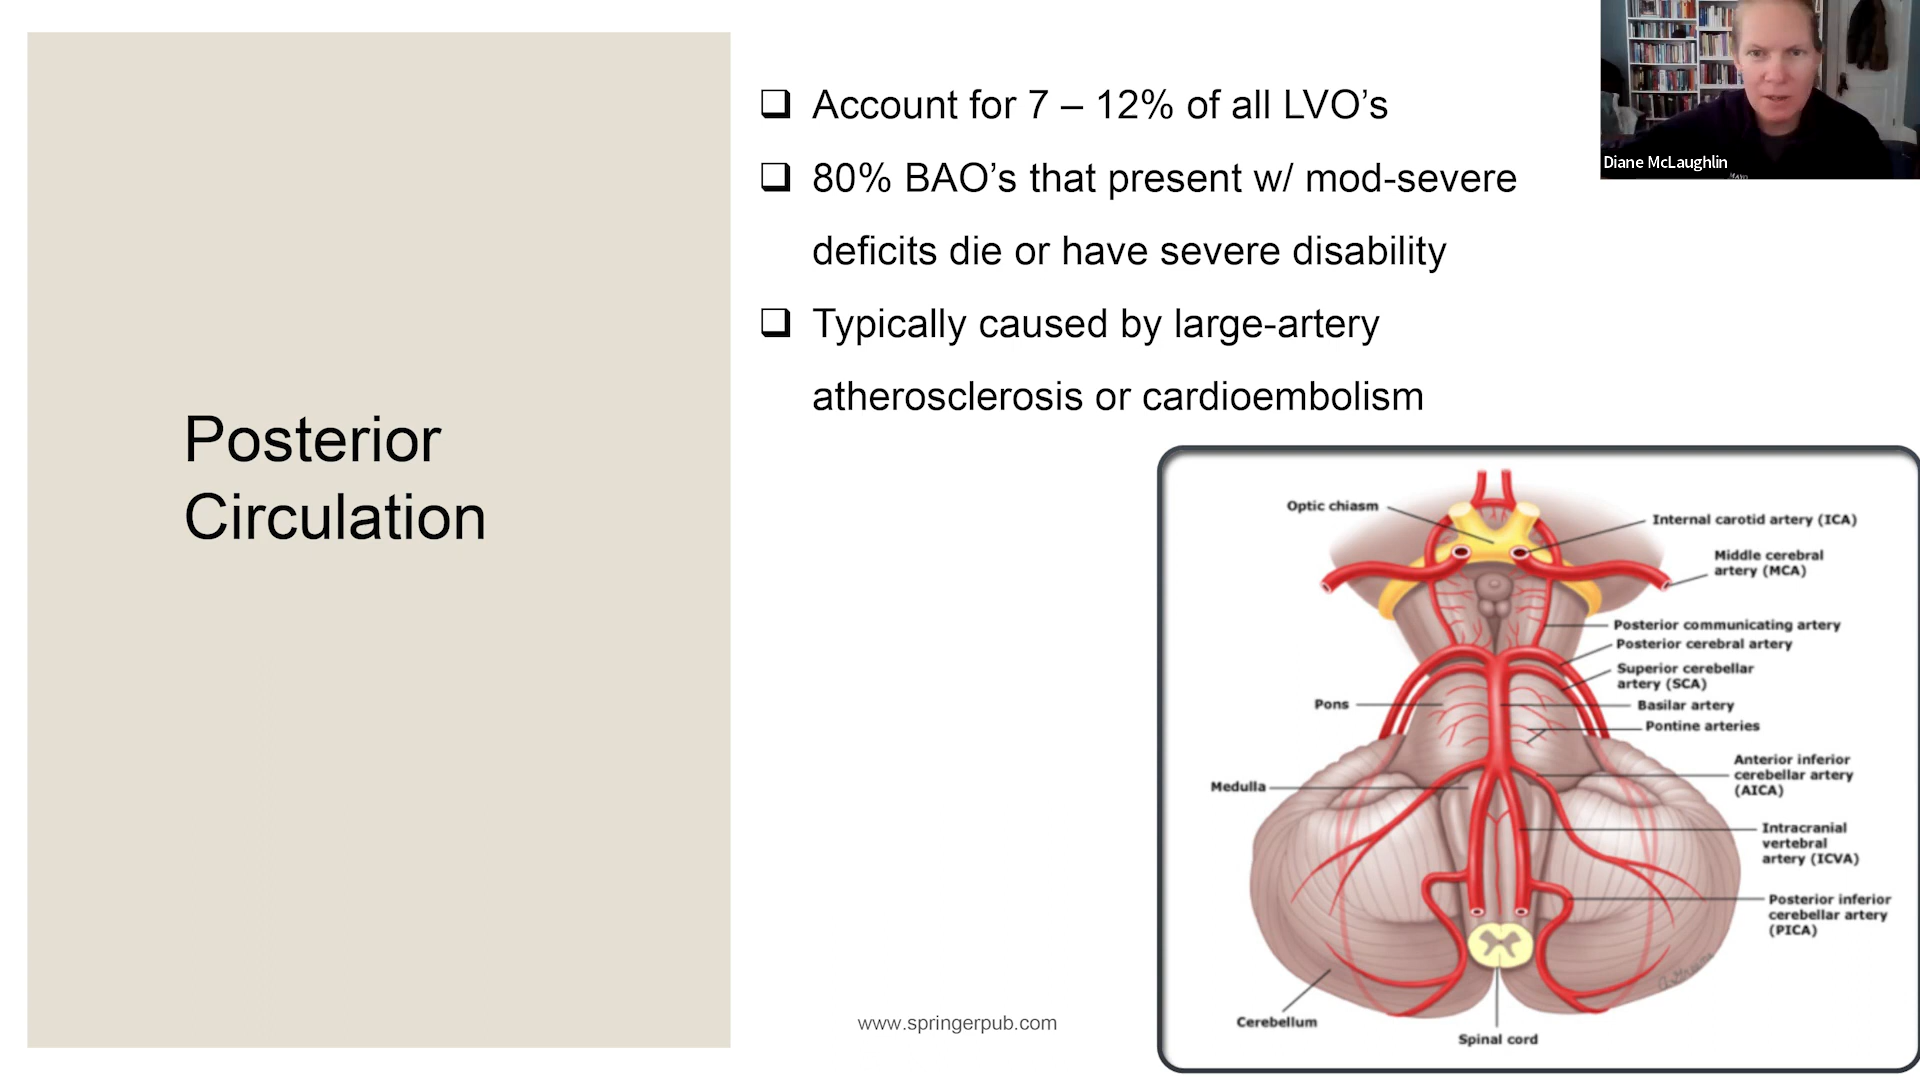 Posterior
Circulation
❑ Account for 7 – 12% of all LVO’s
❑ 80% BAO’s that present w/ mod-severe
deficits die or have severe disability
❑ Typically caused by large-artery
atherosclerosis or cardioembolism
Diane McLaughlin
Optic chiasm
Internal carotid artery (ICA)
Middle cerebral
artery (MCA)
Posterior communicating artery
Posterior cerebral artery
Superior cerebellar
artery (SCA)
Pons
Basilar artery
Pontine arteries
Anterior inferior
cerebellar artery
(AICA)
Medulla
Intracranial
vertebral
artery (ICVA)
Posterior inferior
cerebellar artery
(PICA)
Cerebellum
Spinal cord
www.springerpub.com